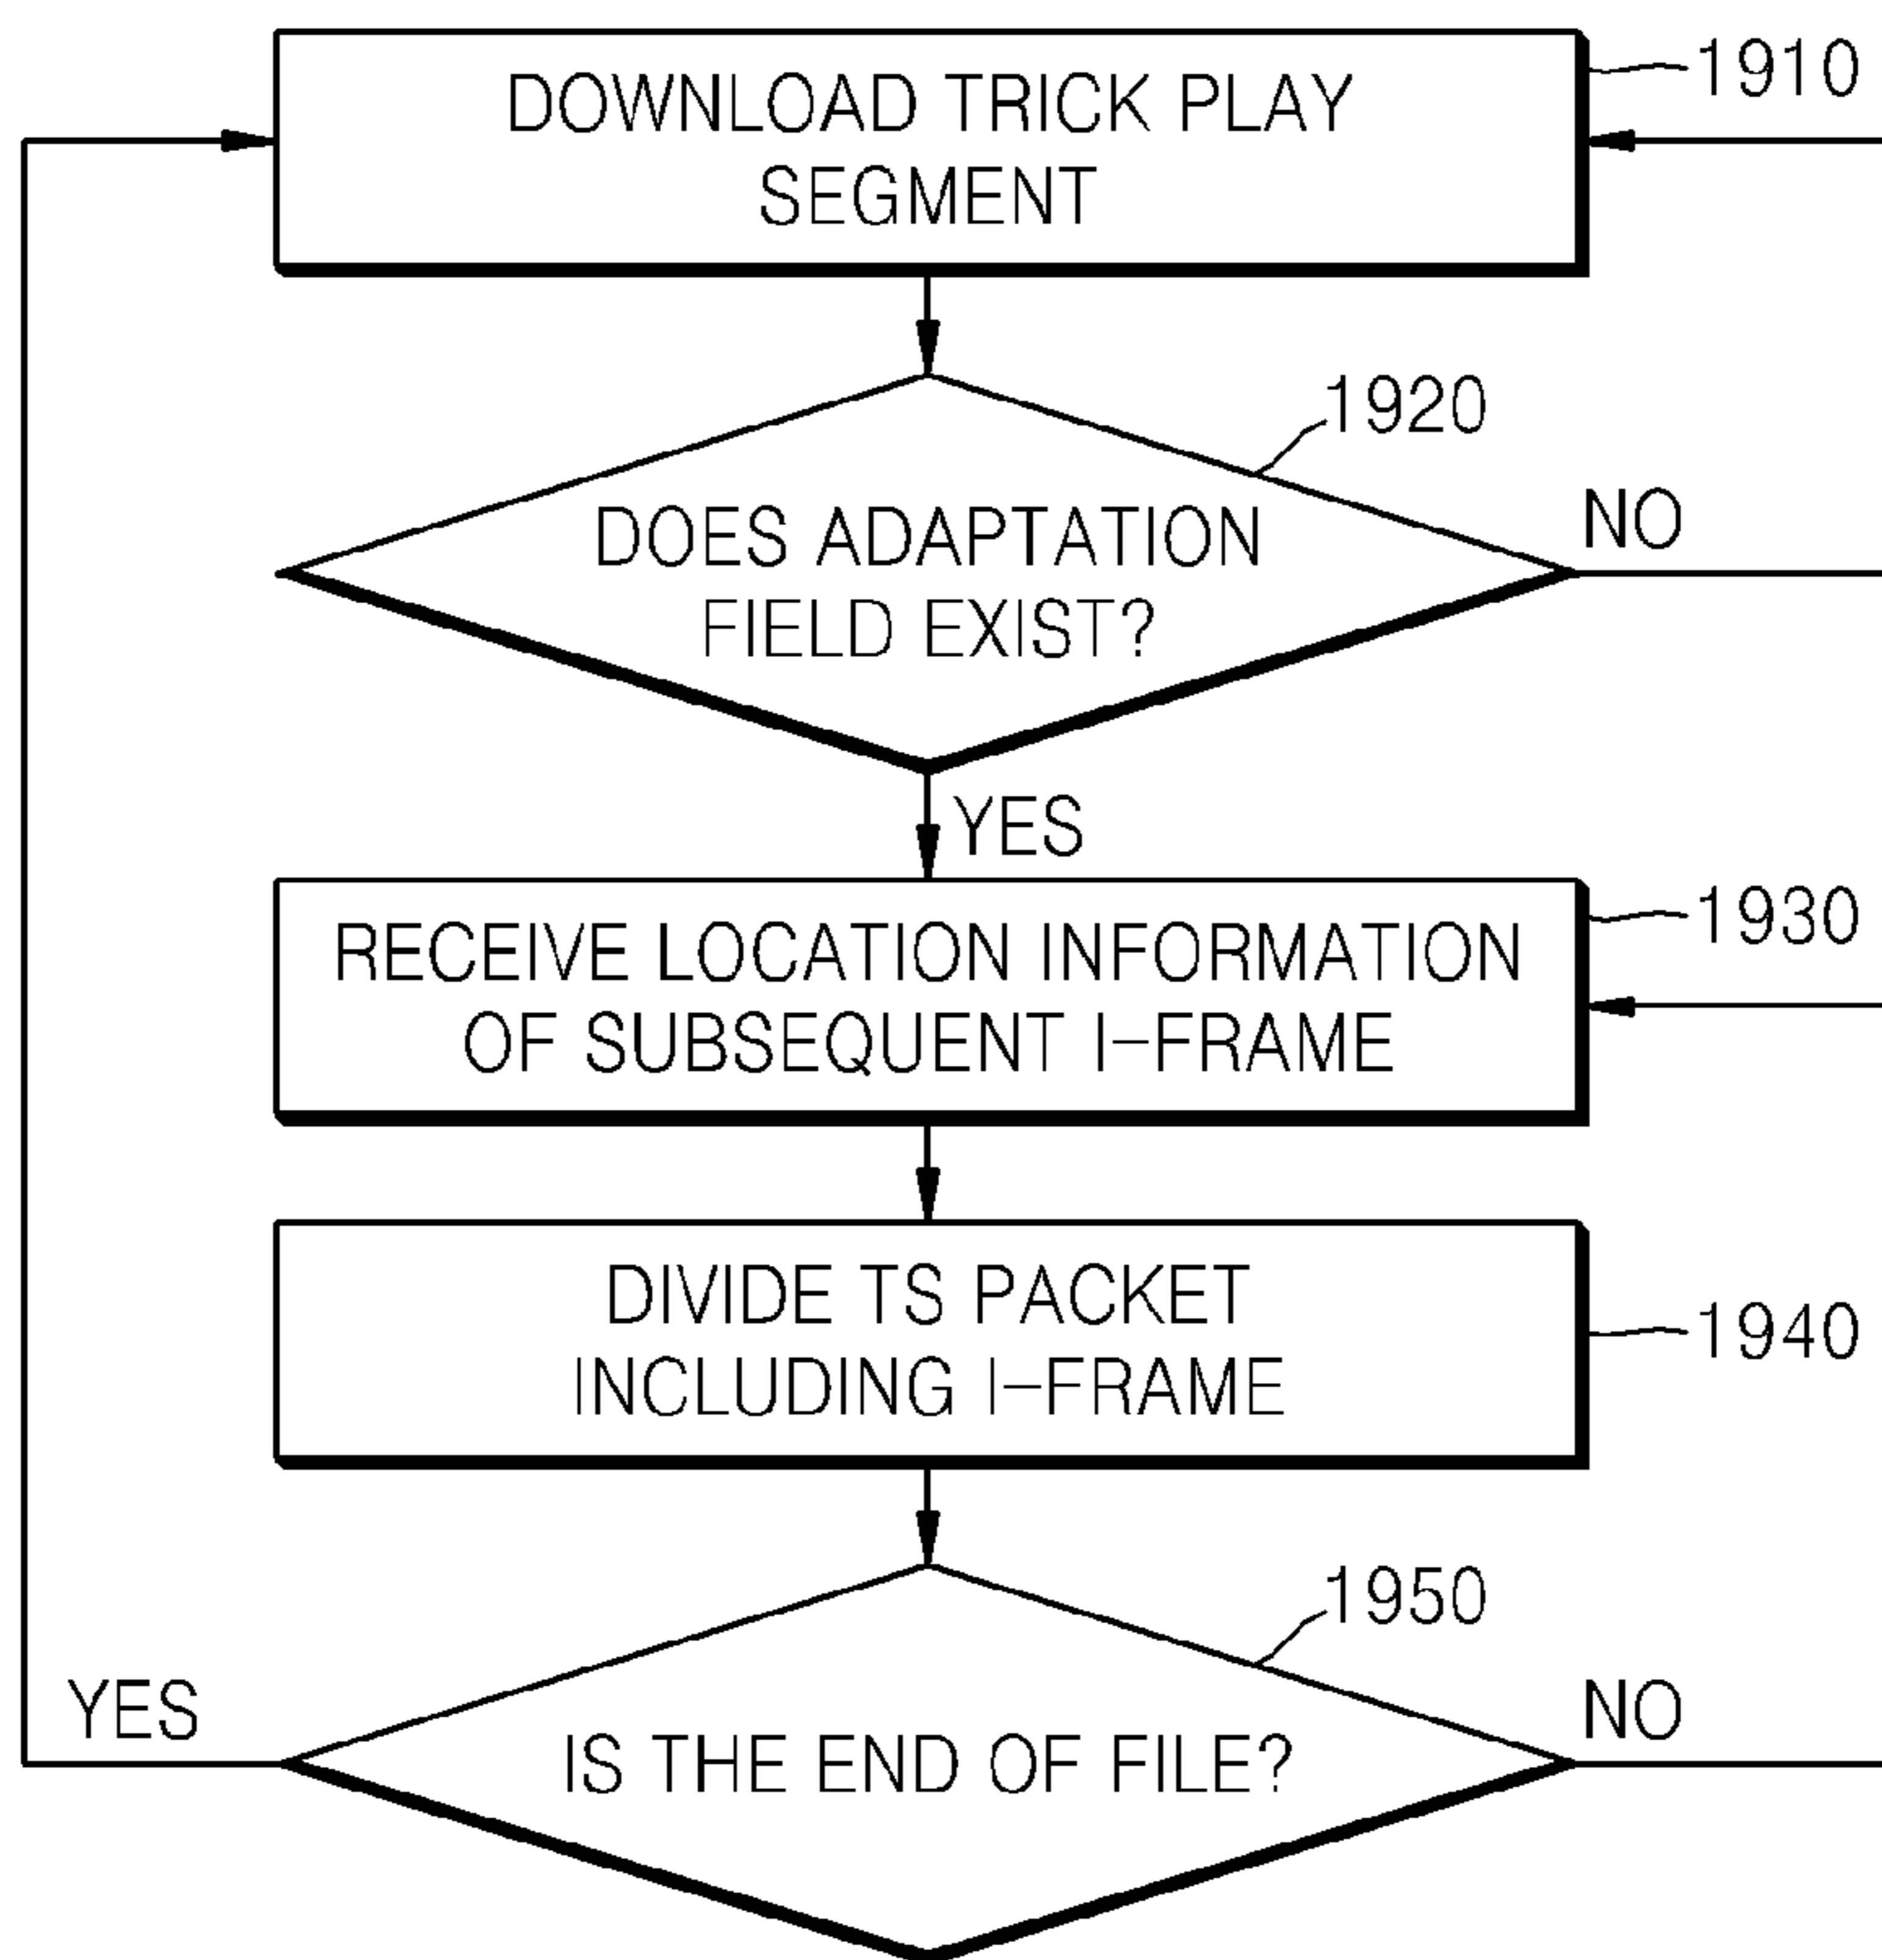 DOWNLOAD TRICK PLAY
SEGMENT
1910
1920
DOES ADAPTATION
FIELD EXIST?
NO
YES
RECEIVE LOCATION INFORMATION
OF SUBSEQUENT I-FRAME
1930
DIVIDE TS PACKET
INCLUDING I-FRAME
1940
1950
IS THE END OF FILE?
YES
NO